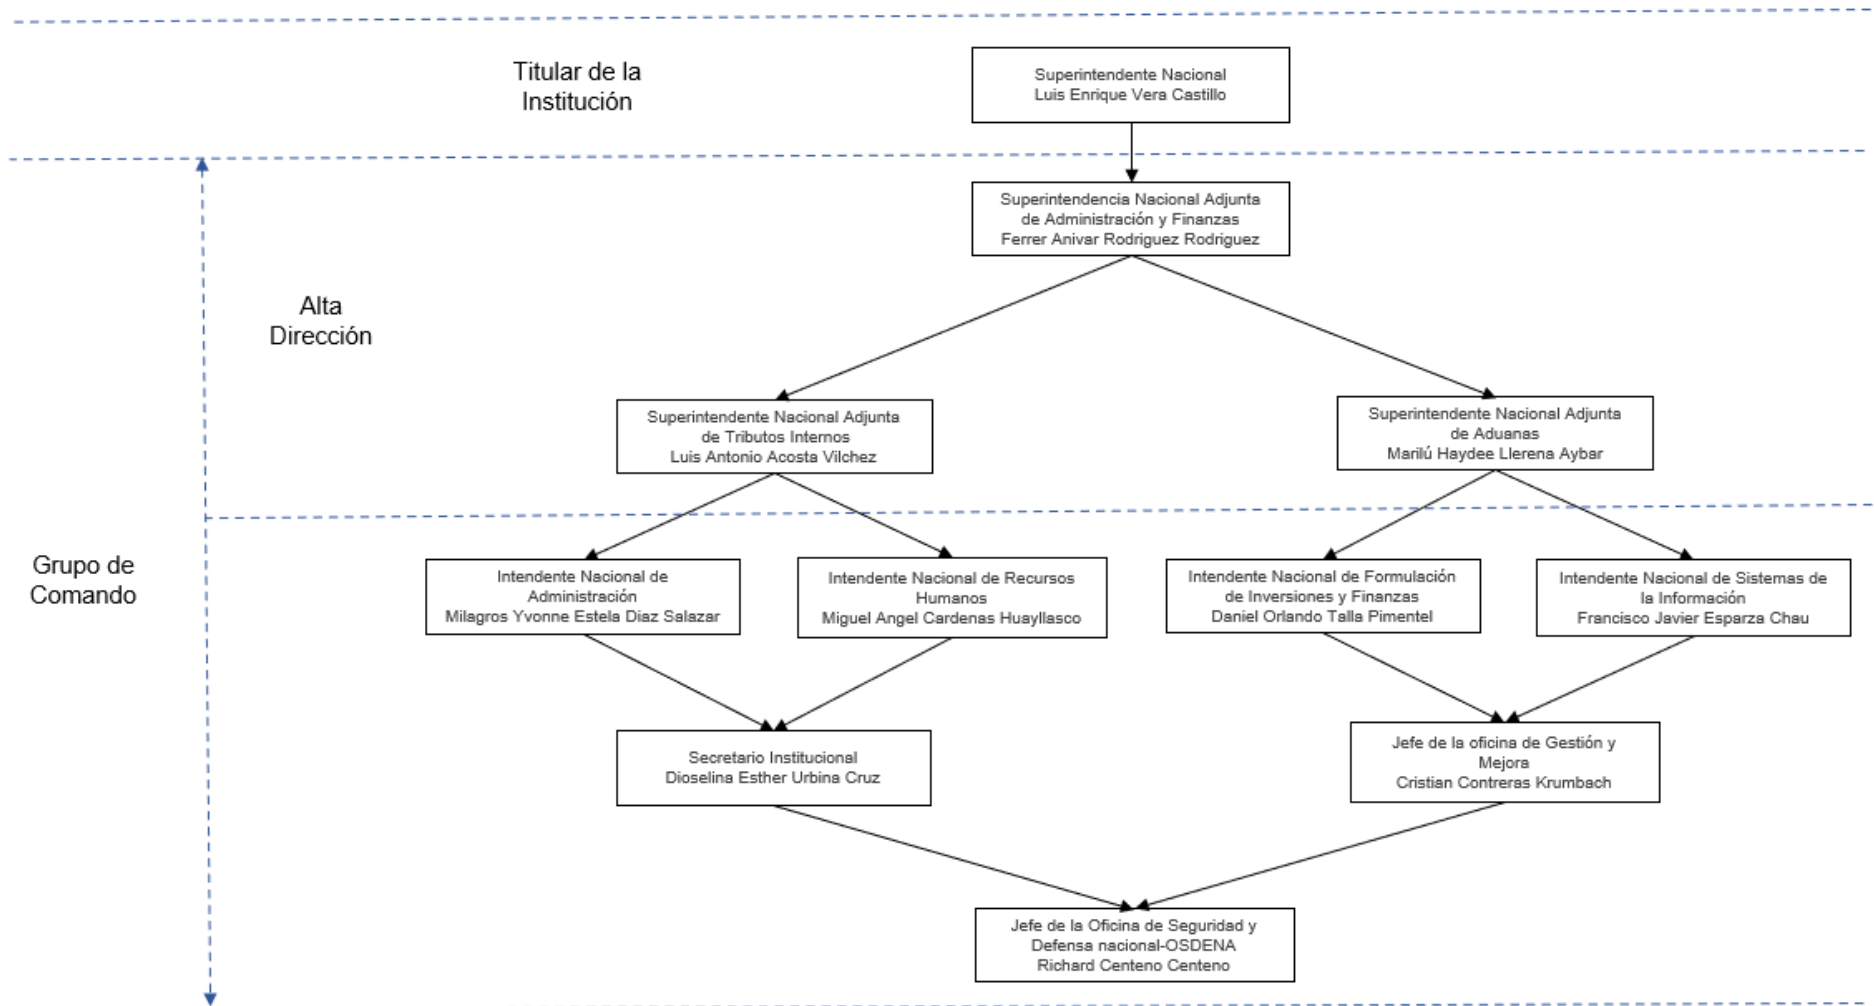 Titular de la
Institución
Superintendente Nacional
Luis Enrique Vera Castillo
Superintendencia Nacional Adjunta
de Administración y Finanzas
Ferrer Anivar Rodriguez Rodriguez
Alta
Dirección
Superintendente Nacional Adjunta
de Tributos Internos
Luis Antonio Acosta Vilchez
Superintendente Nacional Adjunta
de Aduanas
Marilú Haydee Llerena Aybar
Grupo de
Comando
Intendente Nacional de
Administración
Milagros Yvonne Estela Diaz Salazar
Intendente Nacional de Recursos
Humanos
Miguel Angel Cardenas Huayllasco
Intendente Nacional de Formulación
de Inversiones y Finanzas
Daniel Orlando Talla Pimentel
Intendente Nacional de Sistemas de
la Información
Francisco Javier Esparza Chau
Secretario Institucional
Dioselina Esther Urbina Cruz
Jefe de la oficina de Gestión y
Mejora
Cristian Contreras Krumbach
Jefe de la Oficina de Seguridad y
Defensa nacional-OSDENA
Richard Centeno Centeno